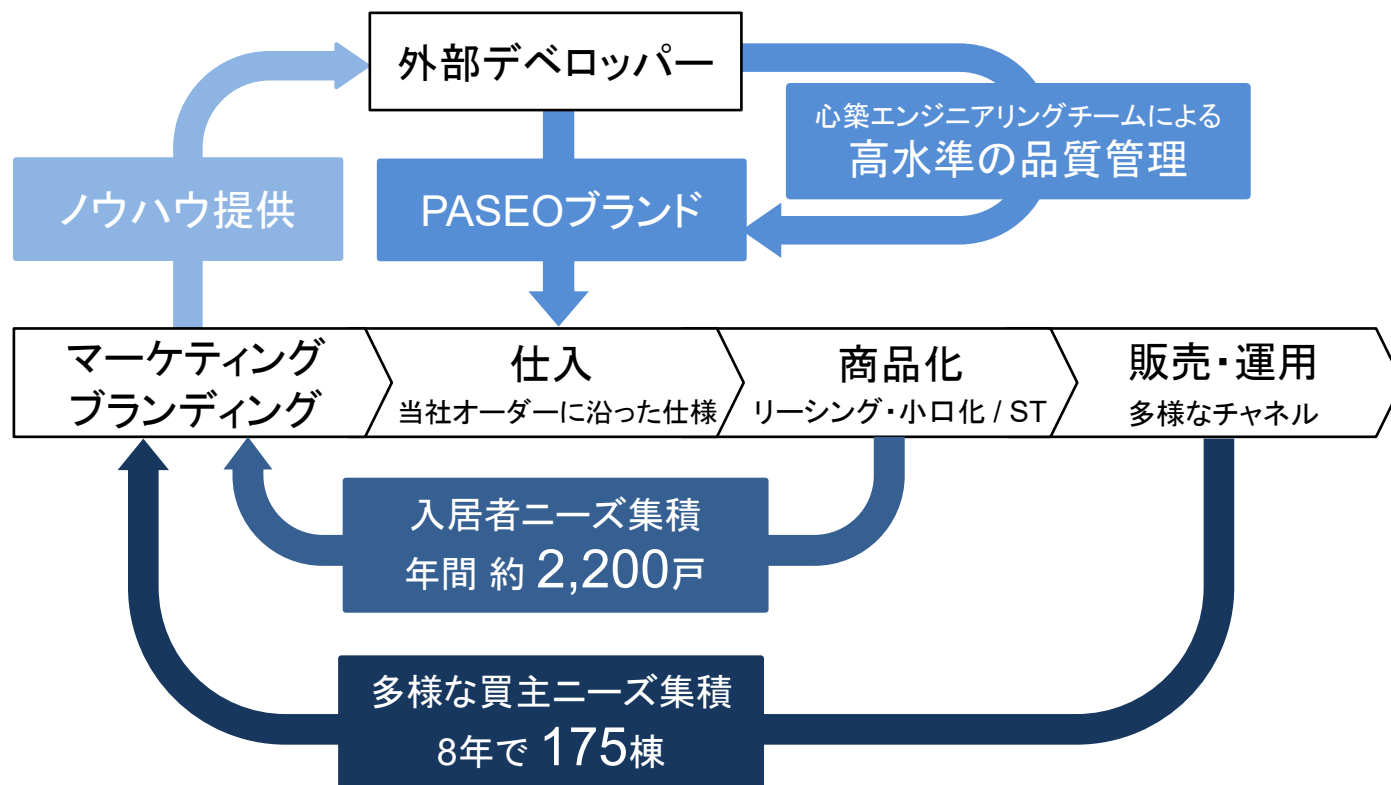 外部デベロッパー
心築エンジニアリングチームによる
高水準の品質管理
ノウハウ提供
PASEOブランド
マーケティング
ブランディング
仕入
当社オーダーに沿った仕様
商品化
リーシング・小口化 / ST
販売・運用
多様なチャネル
入居者ニーズ集積
年間 約 2,200戸
多様な買主ニーズ集積
8年で 175棟